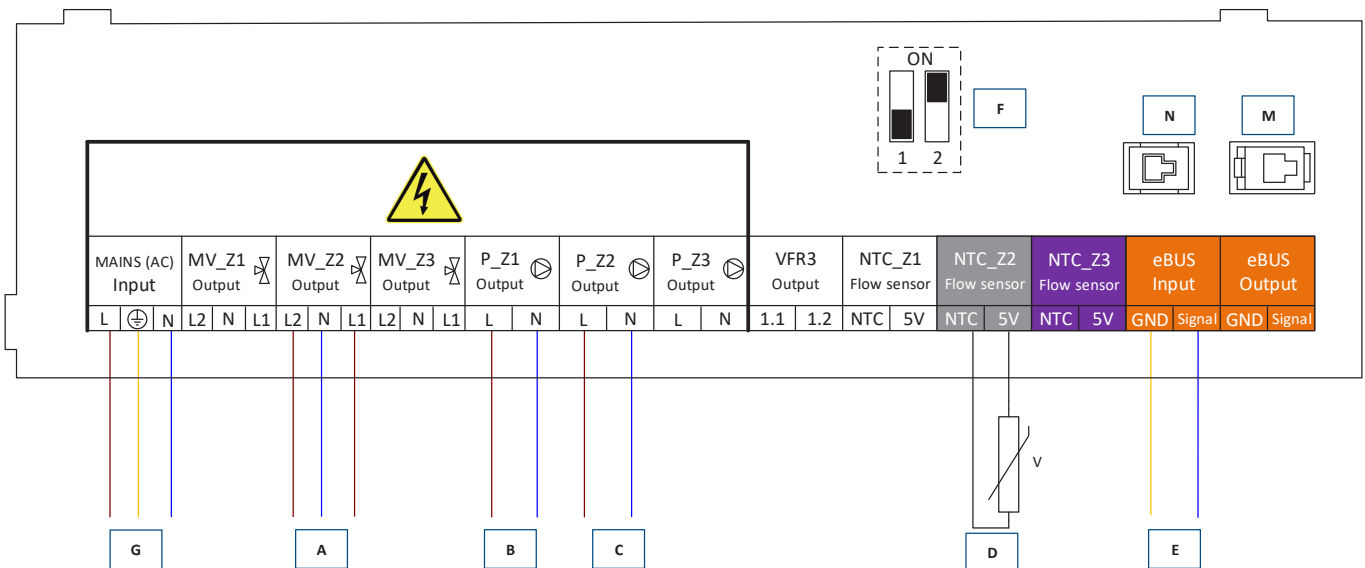 ON
1 2
F
N
M
MAINS (AC)
Input
MV_Z1
Output
MV_Z2
Output
MV_Z3
Output
P_Z1
Output
P_Z2
Output
P_Z3
Output
VFR3
Output
NTC_Z1
Flow sensor
NTC_Z2
Flow sensor
NTC_Z3
Flow sensor
eBUS
Input
eBUS
Output
L N L2 N L1 L2 N L1 L2 N L1 L N L N L N 1.1 1.2 NTC 5V NTC 5V NTC 5V GND Signal GND Signal
V
G
A
B
C
D
E